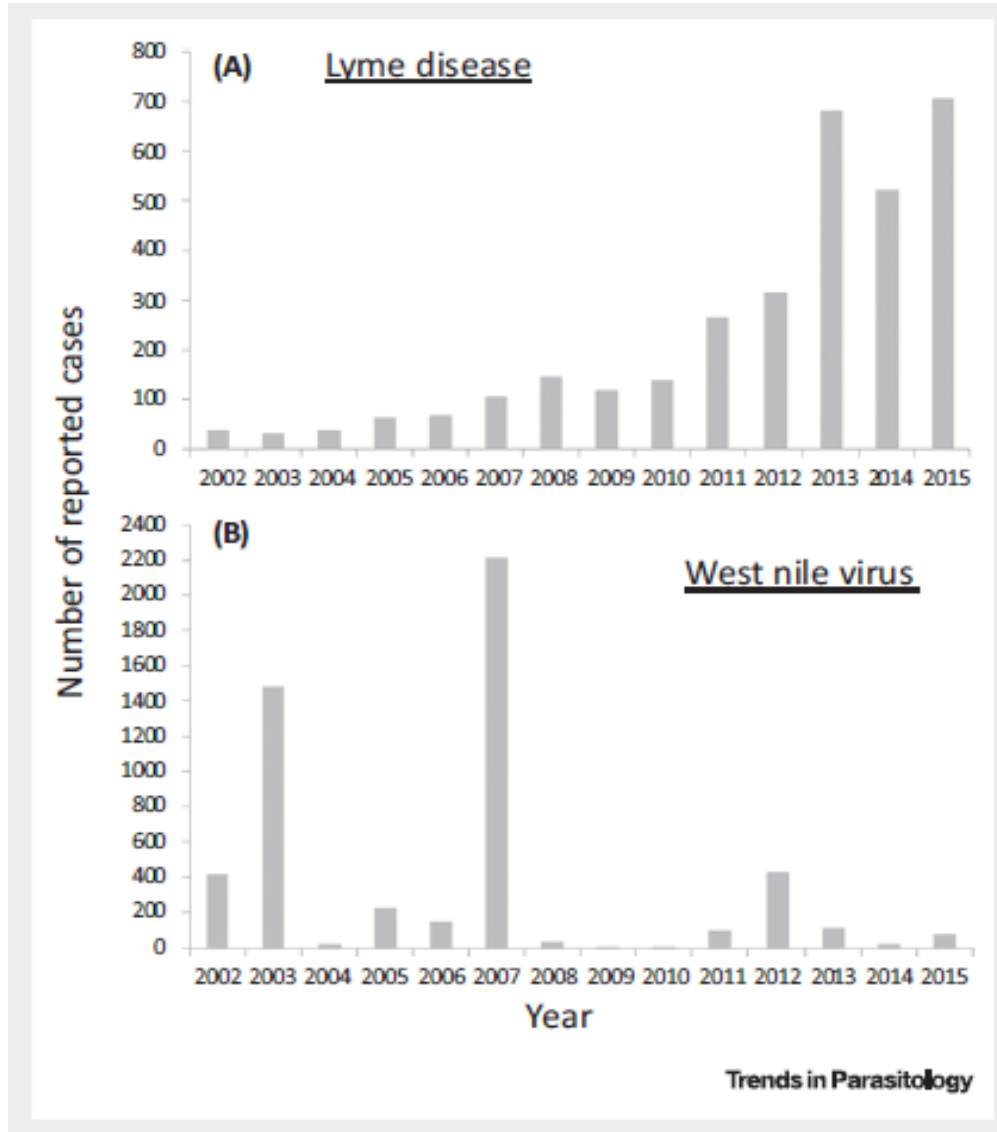 (A) Lyme disease
800
700
600
500
400
300
200
100
0
2002 2003 2004 2005 2006 2007 2008 2009 2010 2011 2012 2013 2014 2015
Number of reported cases
(B)
West nile virus
2400
2200
2000
1800
1600
1400
1200
1000
800
600
400
200
0
2002 2003 2004 2005 2006 2007 2008 2009 2010 2011 2012 2013 2014 2015
Year
Trends in Parasitology